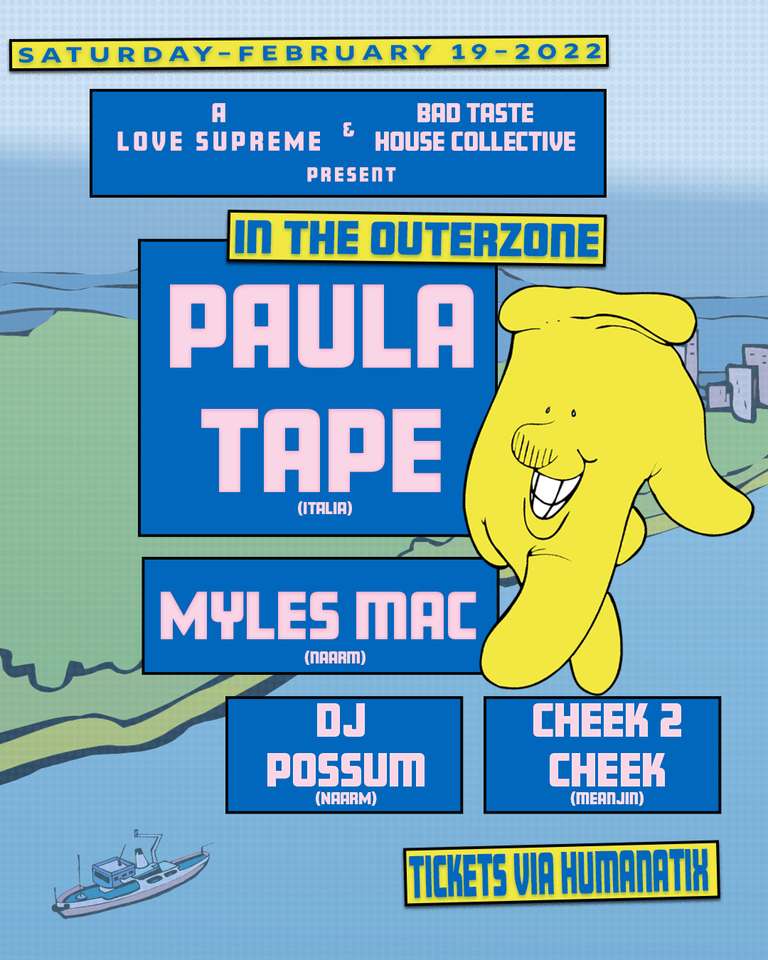 SATURDAY-FEBRUARY 19-2022
A
LOVE SUPREME
&
BAD TASTE
HOUSE COLLECTIVE
PRESENT
IN THE OUTERZONE
PAULA
TAPE
(ITALIA)
MYLES MAC
(NAARM)
DJ
POSSUM
(NAARM)
CHEEK 2
CHEEK
(MEANJIN)
TICKETS VIA HUMANATIX